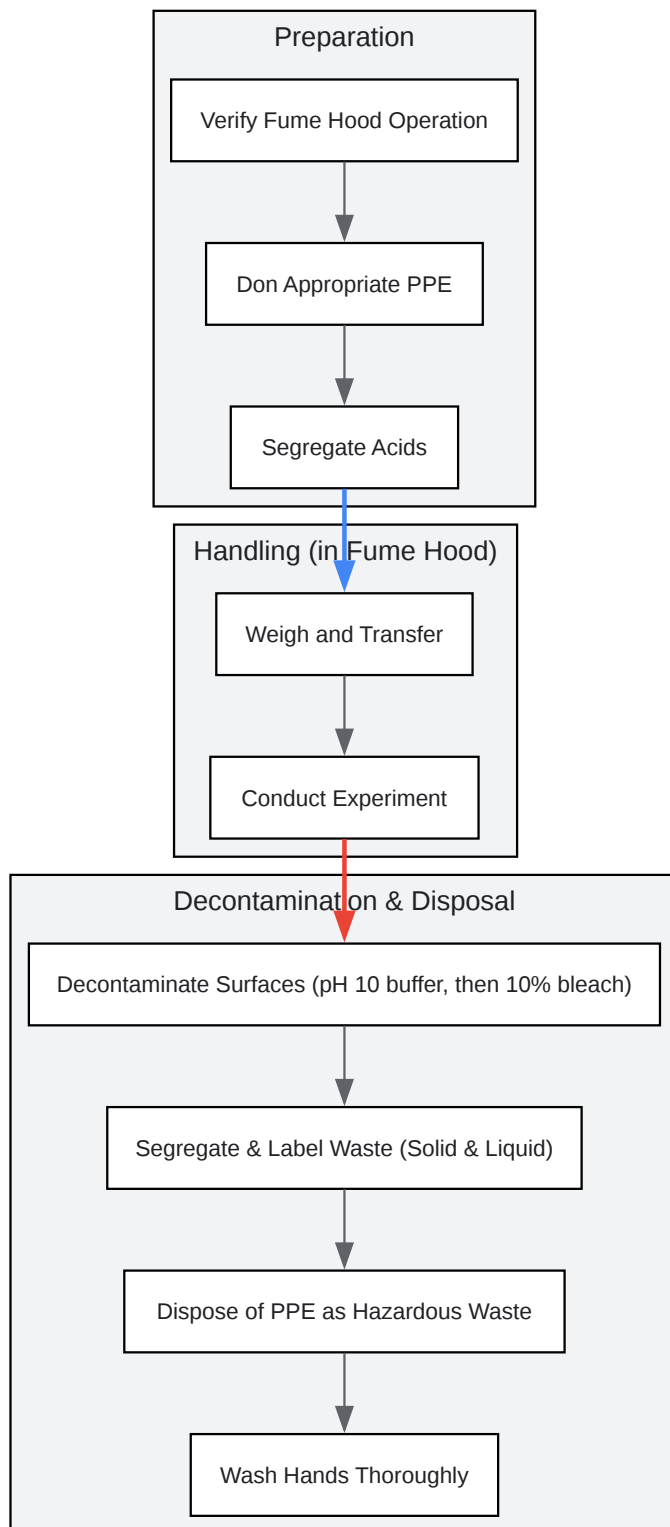 Preparation
Verify Fume Hood Operation
Don Appropriate PPE
Segregate Acids
Handling (in Fume Hood)
Weigh and Transfer
Conduct Experiment
Decontamination & Disposal
Decontaminate Surfaces (pH 10 buffer, then 10% bleach)
Segregate & Label Waste (Solid & Liquid)
Dispose of PPE as Hazardous Waste
Wash Hands Thoroughly